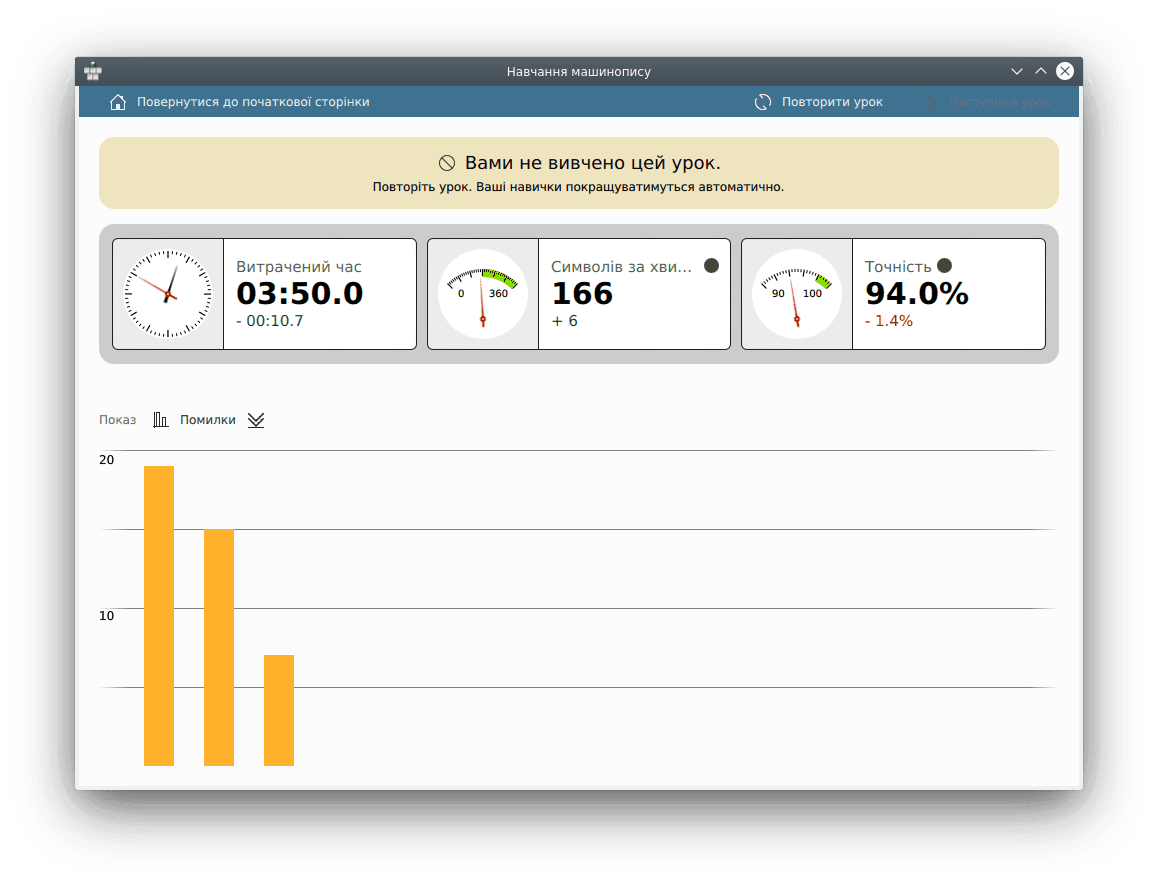 Навчання машинопису
Повернутися до початкової сторінки
Повторити урок
Наступний урок
Вами не вивчено цей урок.
Повторіть урок. Ваші навички покращуватимуться автоматично.
Витрачений час
03:50.0
- 00:10.7
0 360
Символів за хви...
166
+ 6
90 100
Точність
94.0%
- 1.4%
Показ Помилки
20
10